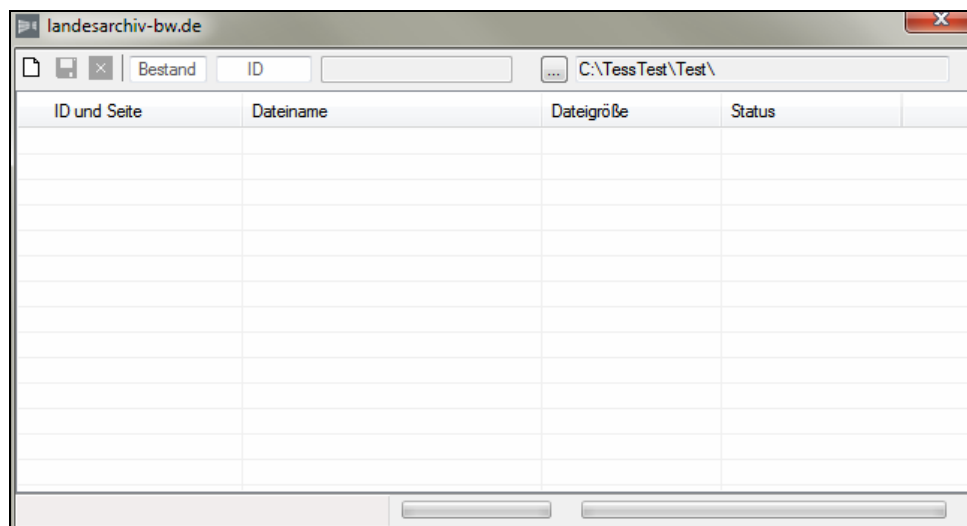 landesarchiv-bw.de
Bestand ID ... C:\TessTest\Test\
ID und Seite Dateiname Dateigröße Status